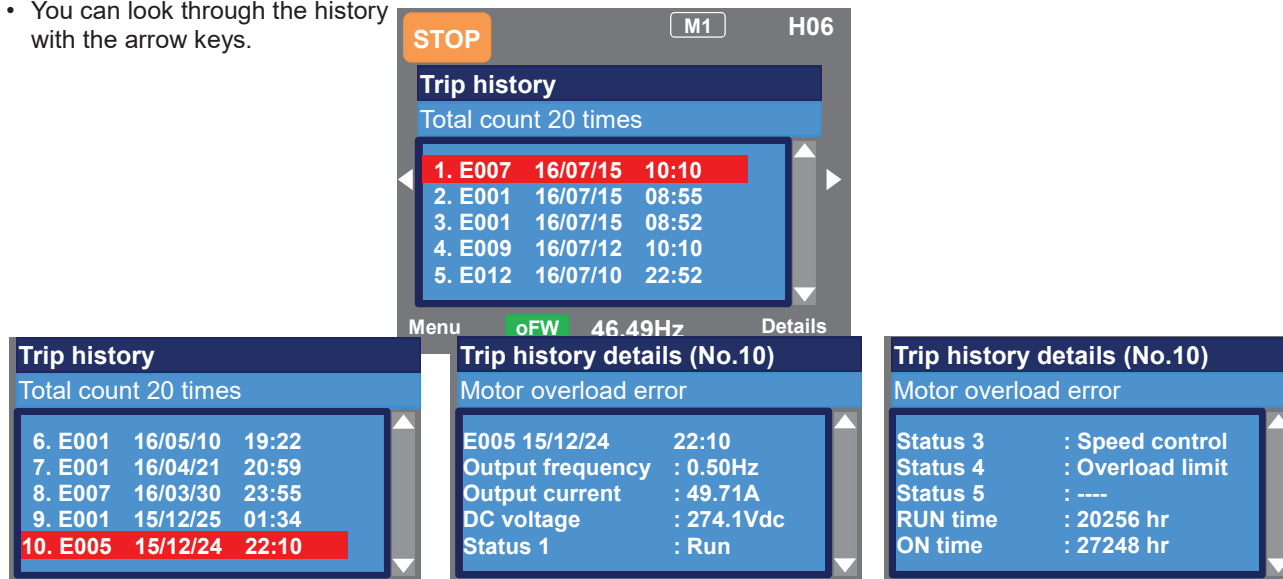 • You can look through the history
with the arrow keys.
STOP M1 H06
Trip history
Total count 20 times
1. E007 16/07/15 10:10
2. E001 16/07/15 08:55
3. E001 16/07/15 08:52
4. E009 16/07/12 10:10
5. E012 16/07/10 22:52
Menu oFW 46.49Hz Details
Trip history
Total count 20 times
6. E001 16/05/10 19:22
7. E001 16/04/21 20:59
8. E007 16/03/30 23:55
9. E001 15/12/25 01:34
10. E005 15/12/24 22:10
Trip history details (No.10)
Motor overload error
E005 15/12/24 22:10
Output frequency : 0.50Hz
Output current : 49.71A
DC voltage : 274.1Vdc
Status 1 : Run
Trip history details (No.10)
Motor overload error
Status 3 : Speed control
Status 4 : Overload limit
Status 5 : ----
RUN time : 20256 hr
ON time : 27248 hr